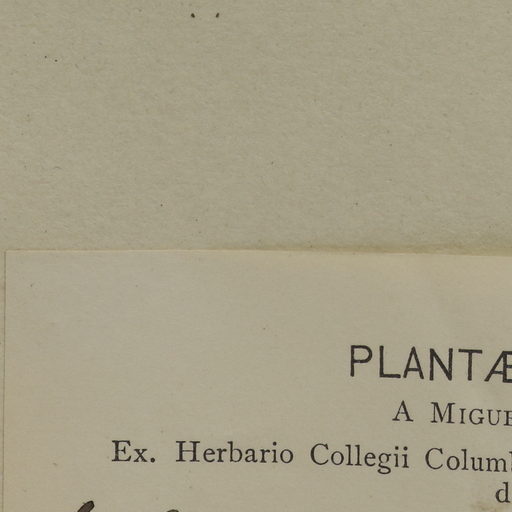 PLANTÆ
A MIGUE
Ex. Herbario Collegii Colum
d